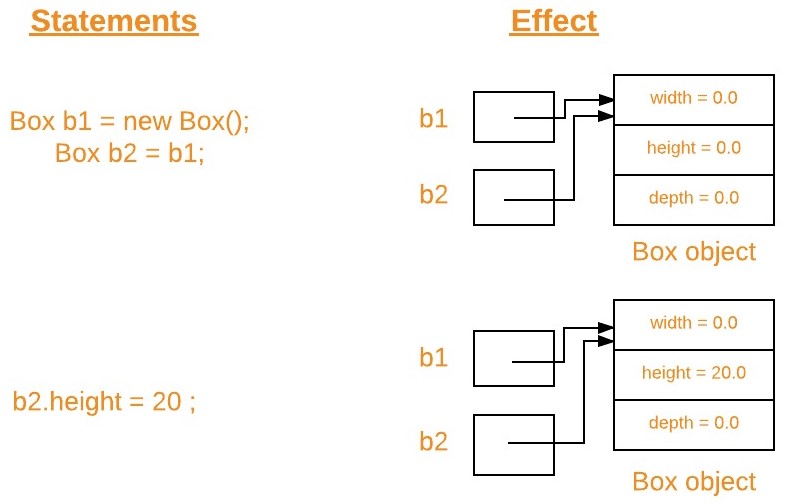 Statements
Effect
Box b1 = new Box();
Box b2 = b1;
b1
b2
width = 0.0
height = 0.0
depth = 0.0
Box object
b2.height = 20 ;
b1
b2
width = 0.0
height = 20.0
depth = 0.0
Box object